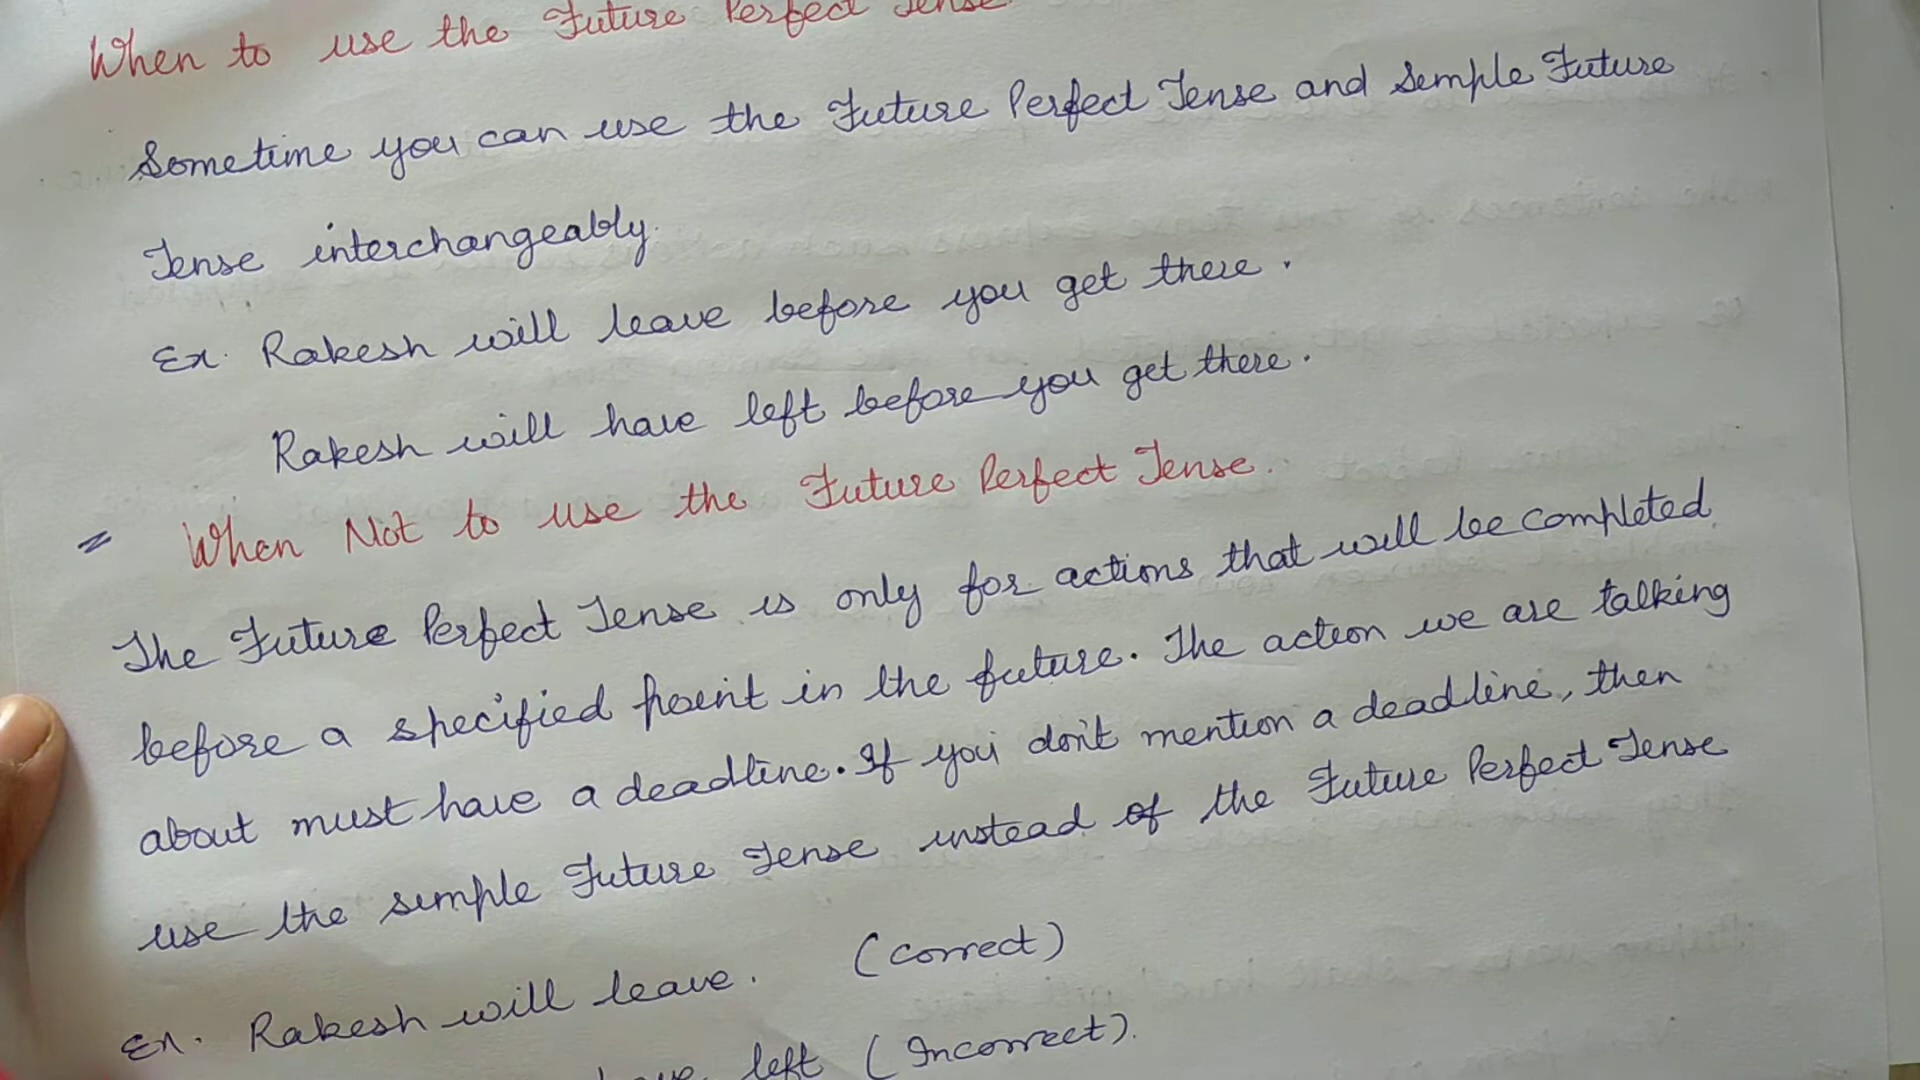 When to use the Future Perfect Tense
Sometime you can use the Future Perfect Tense and Semple Future
Tense interchangeably.
Ex. Rakesh will leave before you get there.
Rakesh will have left before you get there.
= When Not to use the Future Perfect Tense.
The Future Perfect Tense is only for actions that will be completed
before a specified point in the future. The action we are talking
about must have a deadline. If you don't mention a deadline, then
use the simple Future Tense instead of the Future Perfect Tense
Ex. Rakesh will leave. (correct)
left (Incorrect).